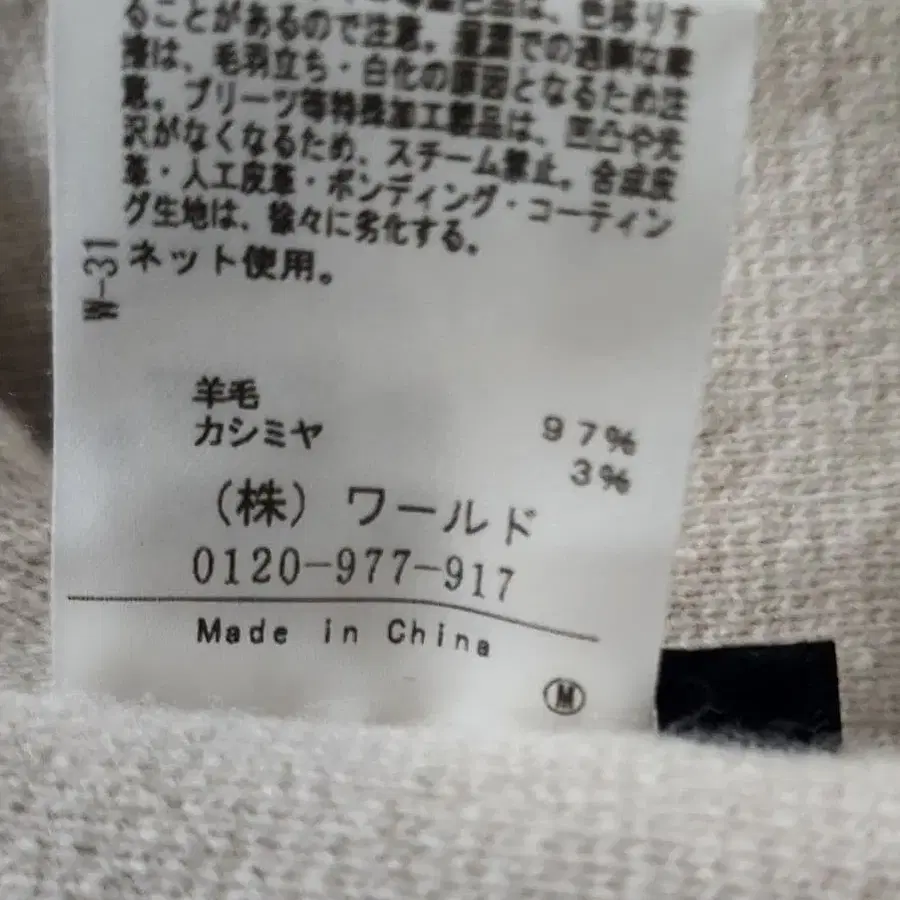 色移りす
ることがあるので注意。湿潤での過剰な摩
擦は、毛羽立ち・白化の原因となるため注
意。プリーツ等特殊加工製品は、凹凸や光
沢がなくなるため、スチーム禁止。合成皮
革・人工皮革・ボンディング・コーティン
グ生地は、徐々に劣化する。
ネット使用。
W-31
羊毛 97%
カシミヤ 3%
(株) ワールド
0120-977-917
Made in China
M